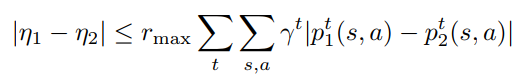 |η₁ − η₂| ≤ r_max ∑_t ∑_{s,a} γ^t |p₁^t(s, a) − p₂^t(s, a)|